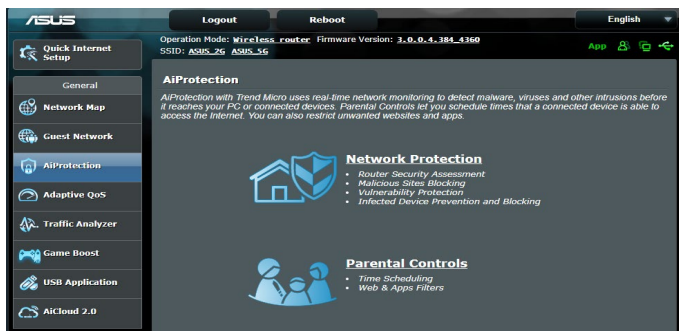 ASUS
Logout
Reboot
English
Quick Internet
Setup
Operation Mode: Wireless router Firmware Version: 3.0.0.4.384_4360
SSID: ASUS_2G ASUS_5G
App
General
Network Map
Guest Network
AiProtection
Adaptive QoS
Traffic Analyzer
Game Boost
USB Application
AiCloud 2.0
AiProtection
AiProtection with Trend Micro uses real-time network monitoring to detect malware, viruses and other intrusions before
it reaches your PC or connected devices. Parental Controls let you schedule times that a connected device is able to
access the Internet. You can also restrict unwanted websites and apps.
Network Protection
• Router Security Assessment
• Malicious Sites Blocking
• Vulnerability Protection
• Infected Device Prevention and Blocking
Parental Controls
• Time Scheduling
• Web & Apps Filters